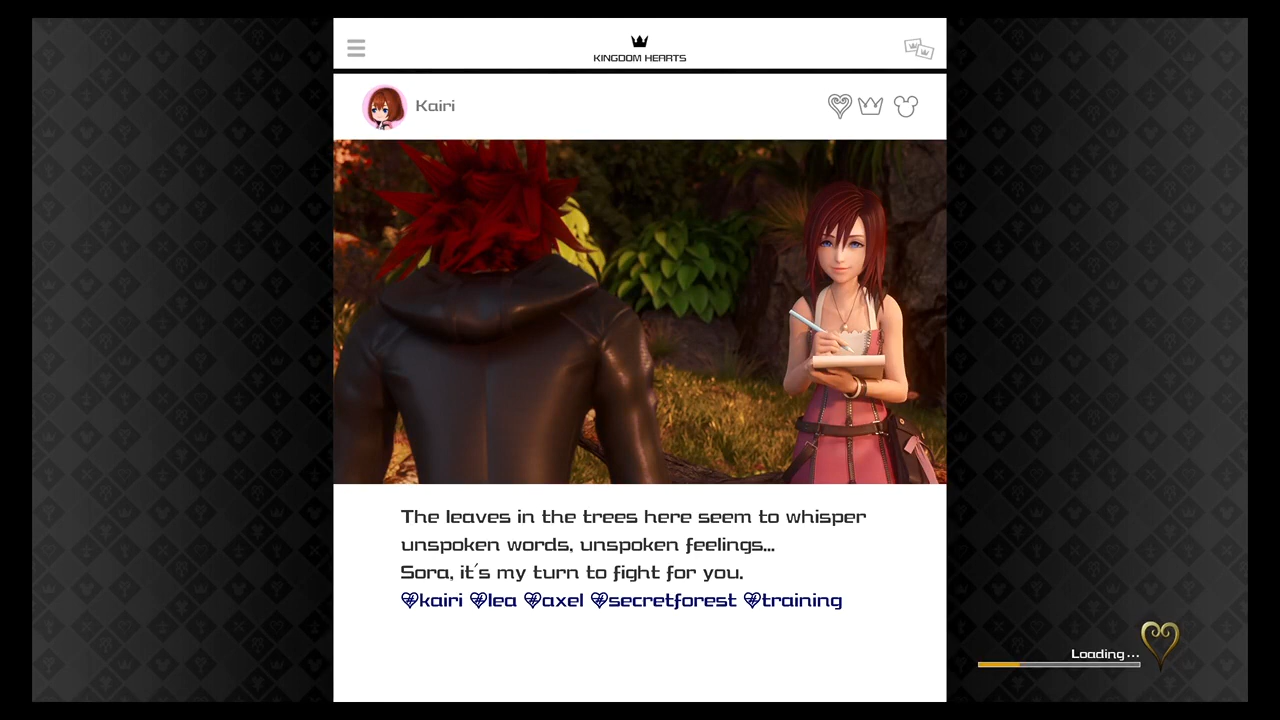 KINGDOM HEARTS
Kairi
The leaves in the trees here seem to whisper
unspoken words, unspoken feelings...
Sora, it's my turn to fight for you.
#kairi #lea #axel #secretforest #training
Loading...